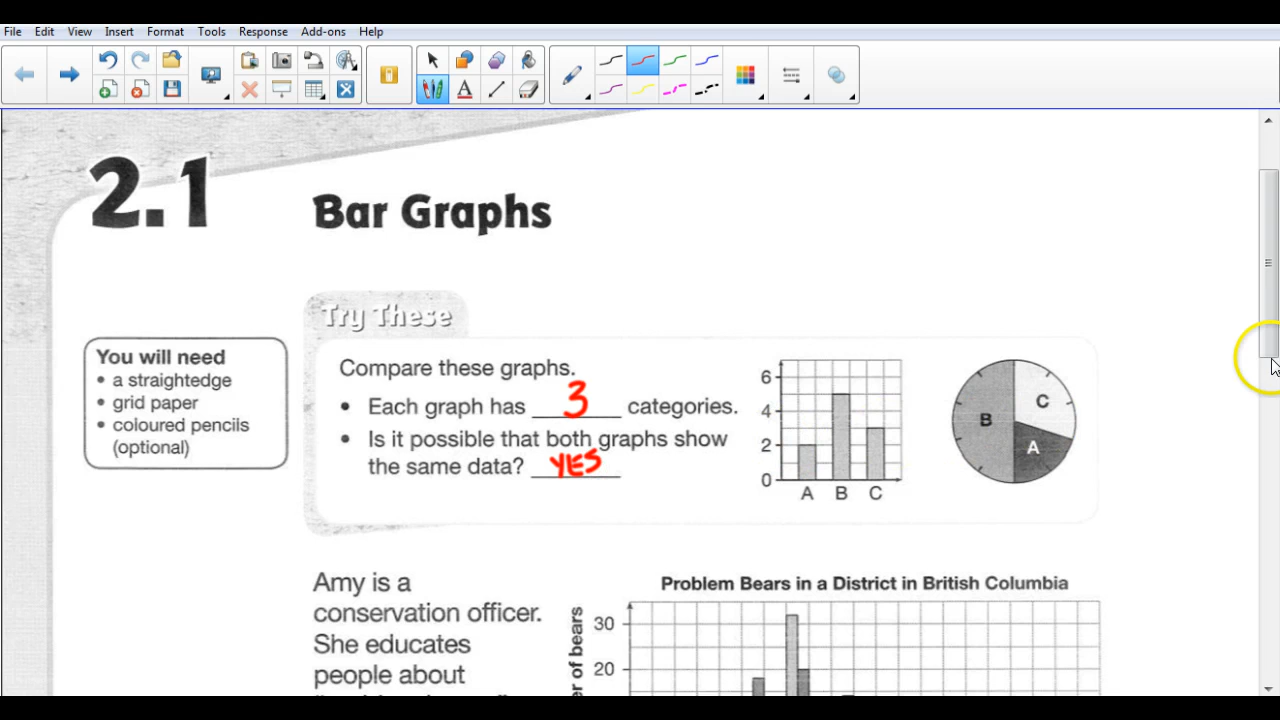 File Edit View Insert Format Tools Response Add-ons Help
2.1
Bar Graphs
Try These
You will need
• a straightedge
• grid paper
• coloured pencils
(optional)
Compare these graphs.
• Each graph has 3 categories.
• Is it possible that both graphs show
the same data? YES
6
4
2
0
A B C
B
C
A
Amy is a
conservation officer.
She educates
people about
Problem Bears in a District in British Columbia
30
20
er of bears